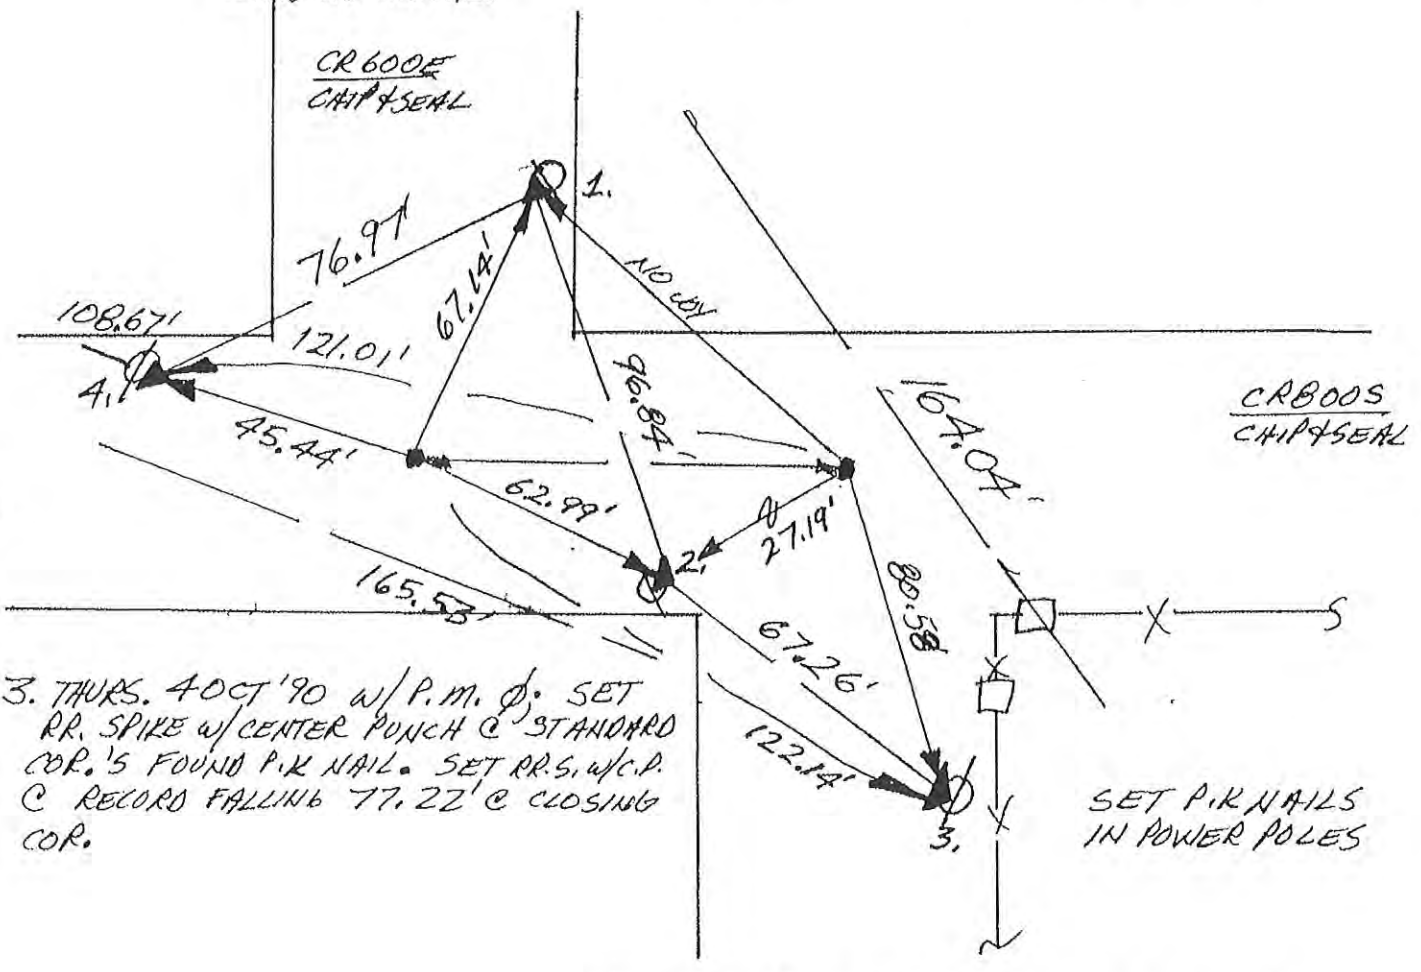 CR600E
CHIP&SEAL
1.
76.97'
67.14'
NO JOY
108.67'
121.01'
4.
96.84'
164.04'
CR800S
CHIP&SEAL
45.44'
62.99'
27.19'
2.
80.58'
165.53'
67.26'
3. THURS. 4 OCT '90 W/ P.M. Ø; SET
RR. SPIKE W/ CENTER PUNCH @ STANDARD
COR.'S FOUND P.K NAIL. SET RR.S. W/C.P.
@ RECORD FALLING 77.22' @ CLOSING
COR.
122.14'
3.
SET P.K NAILS
IN POWER POLES